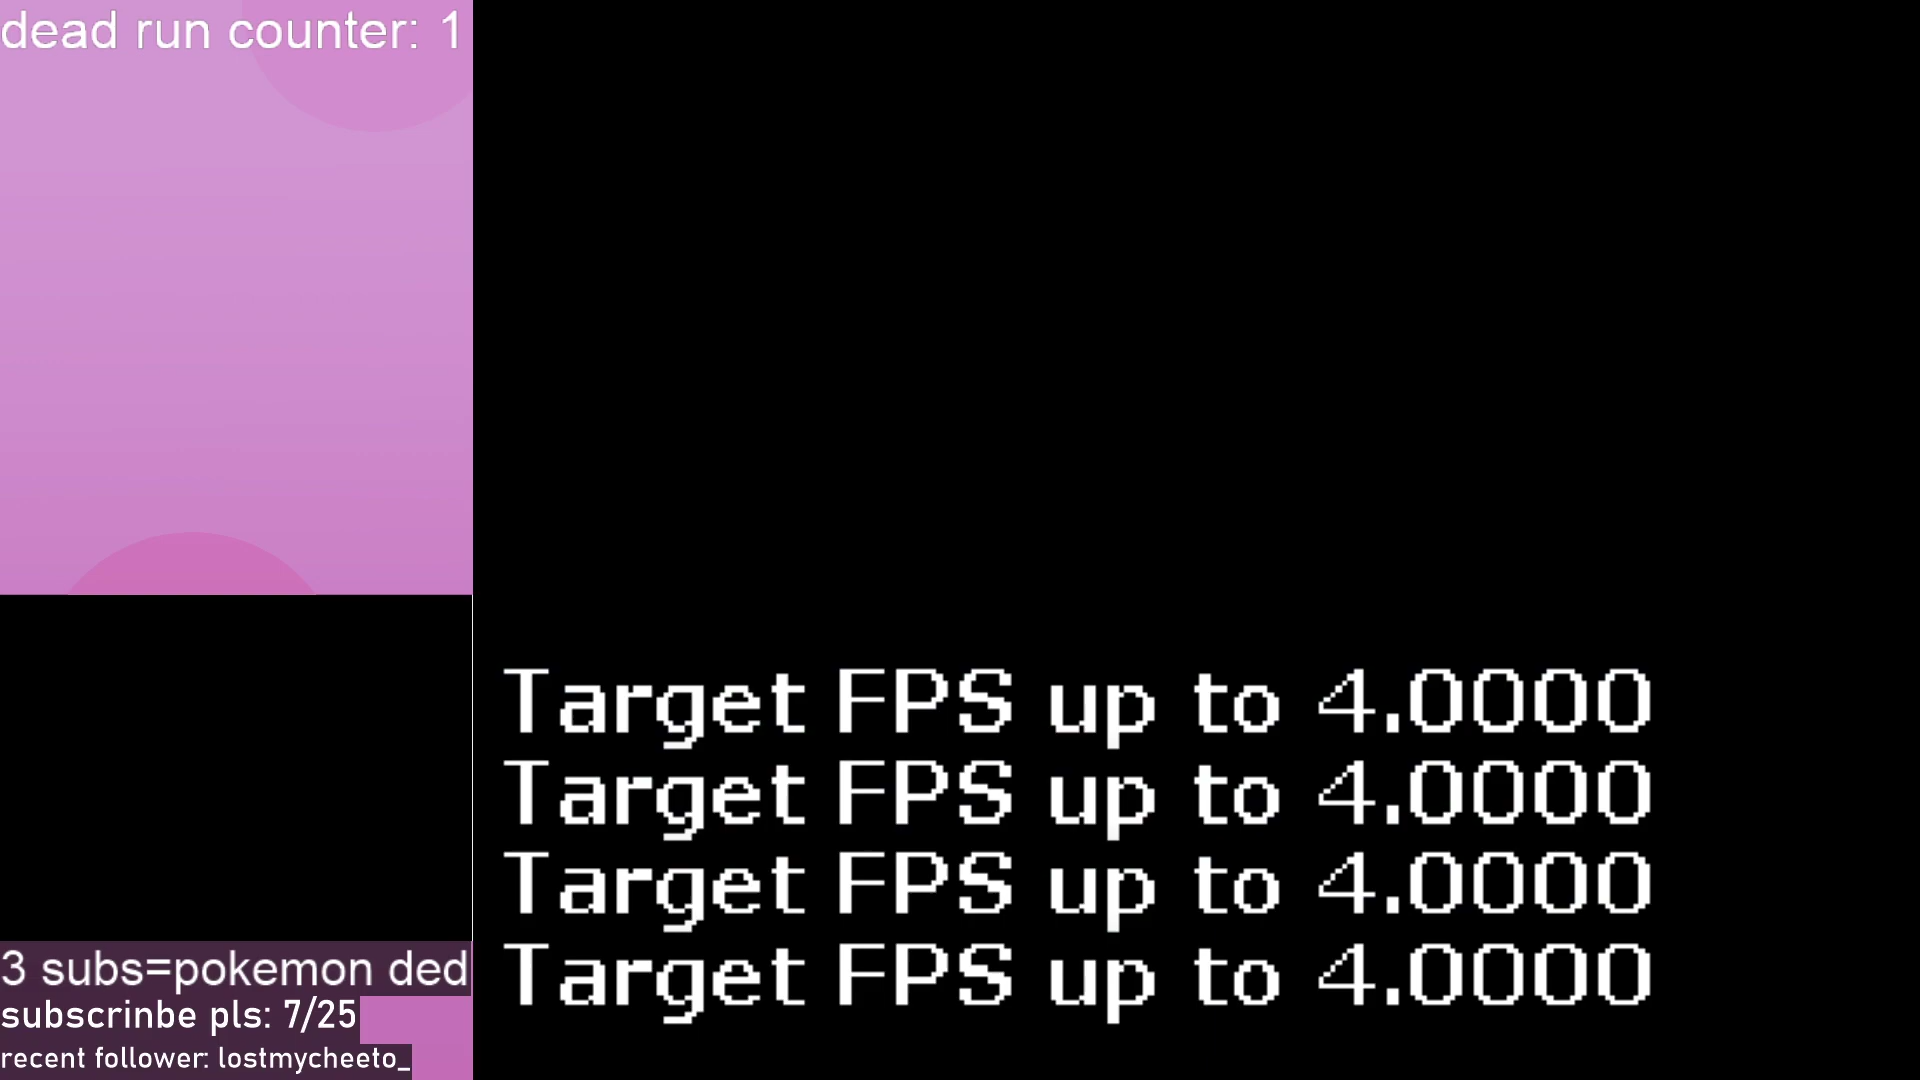 dead run counter: 1
Target FPS up to 4.0000
Target FPS up to 4.0000
Target FPS up to 4.0000
Target FPS up to 4.0000
3 subs=pokemon ded
subscrinbe pls: 7/25
recent follower: lostmycheeto_